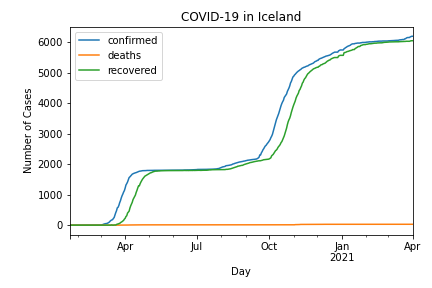 COVID-19 in Iceland
confirmed
deaths
recovered
Number of Cases
6000
5000
4000
3000
2000
1000
0
Apr
Jul
Oct
Jan
2021
Apr
Day